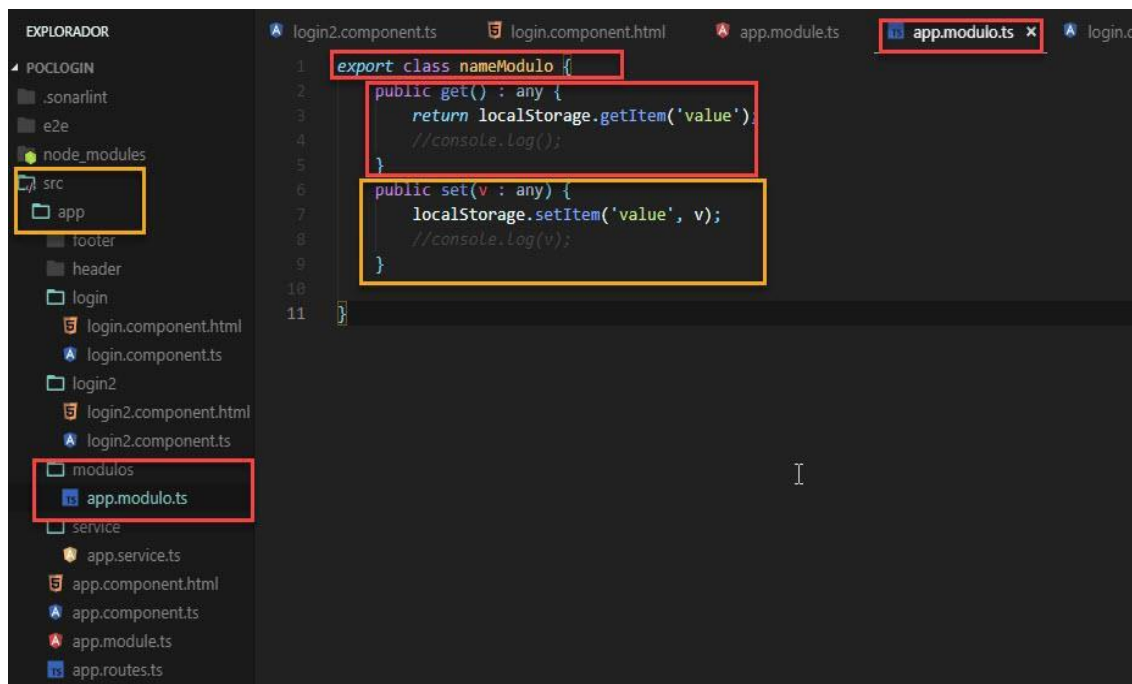 EXPLORADOR
login2.component.ts login.component.html app.module.ts app.modulo.ts × login.c
POCLOGIN
.sonarlint
e2e
node_modules
src
app
footer
header
login
login.component.html
login.component.ts
login2
login2.component.html
login2.component.ts
modulos
app.modulo.ts
service
app.service.ts
app.component.html
app.component.ts
app.module.ts
app.routes.ts
1 export class nameModulo {
2 public get() : any {
3 return localStorage.getItem('value');
4 //console.log();
5 }
6 public set(v : any) {
7 localStorage.setItem('value', v);
8 //console.log(v);
9 }
10
11 }